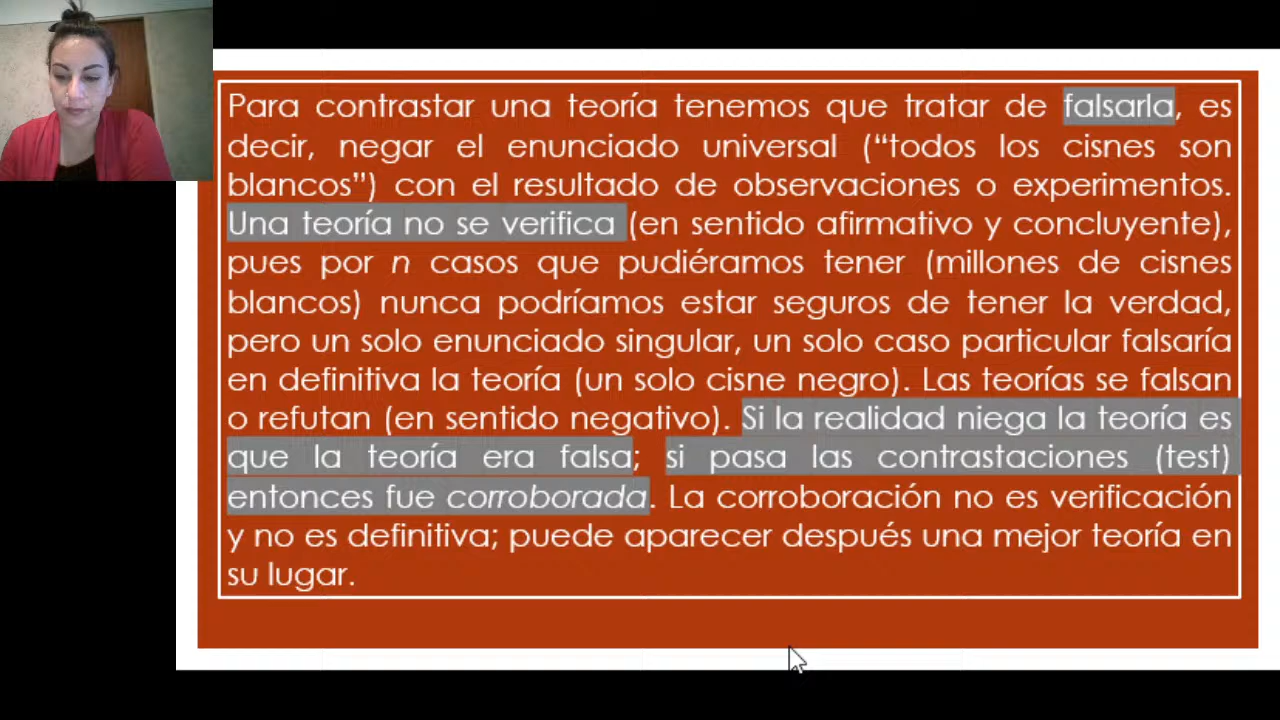 Para contrastar una teoría tenemos que tratar de falsarla, es
decir, negar el enunciado universal (“todos los cisnes son
blancos”) con el resultado de observaciones o experimentos.
Una teoría no se verifica (en sentido afirmativo y concluyente),
pues por n casos que pudiéramos tener (millones de cisnes
blancos) nunca podríamos estar seguros de tener la verdad,
pero un solo enunciado singular, un solo caso particular falsaría
en definitiva la teoría (un solo cisne negro). Las teorías se falsan
o refutan (en sentido negativo). Si la realidad niega la teoría es
que la teoría era falsa; si pasa las contrastaciones (test)
entonces fue corroborada. La corroboración no es verificación
y no es definitiva; puede aparecer después una mejor teoría en
su lugar.